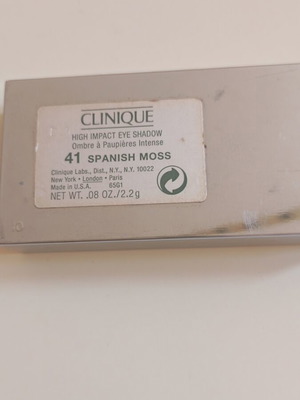 CLINIQUE
HIGH IMPACT EYE SHADOW
Ombre à Paupières Intense
41 SPANISH MOSS
Clinique Labs., Dist., N.Y., N.Y. 10022
New York • London • Paris
Made in U.S.A. 65G1
NET WT. .08 OZ./2.2g